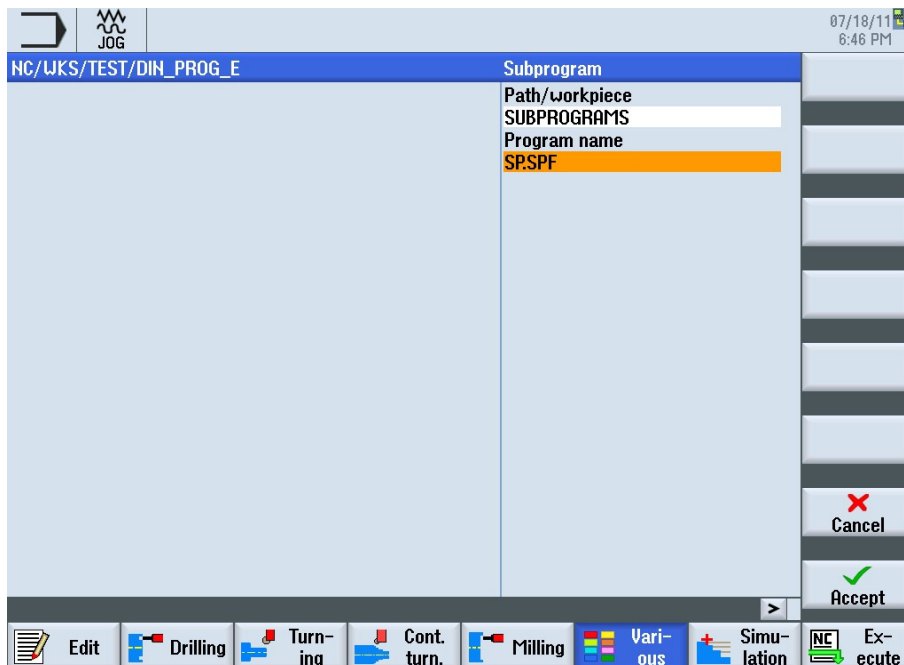 JOG
07/18/11
6:46 PM
NC/WKS/TEST/DIN_PROG_E
Subprogram
Path/workpiece
SUBPROGRAMS
Program name
SP.SPF
Cancel
Accept
>
Edit
Drilling
Turn-
ing
Cont.
turn.
Milling
Vari-
ous
Simu-
lation
NC
Ex-
ecute